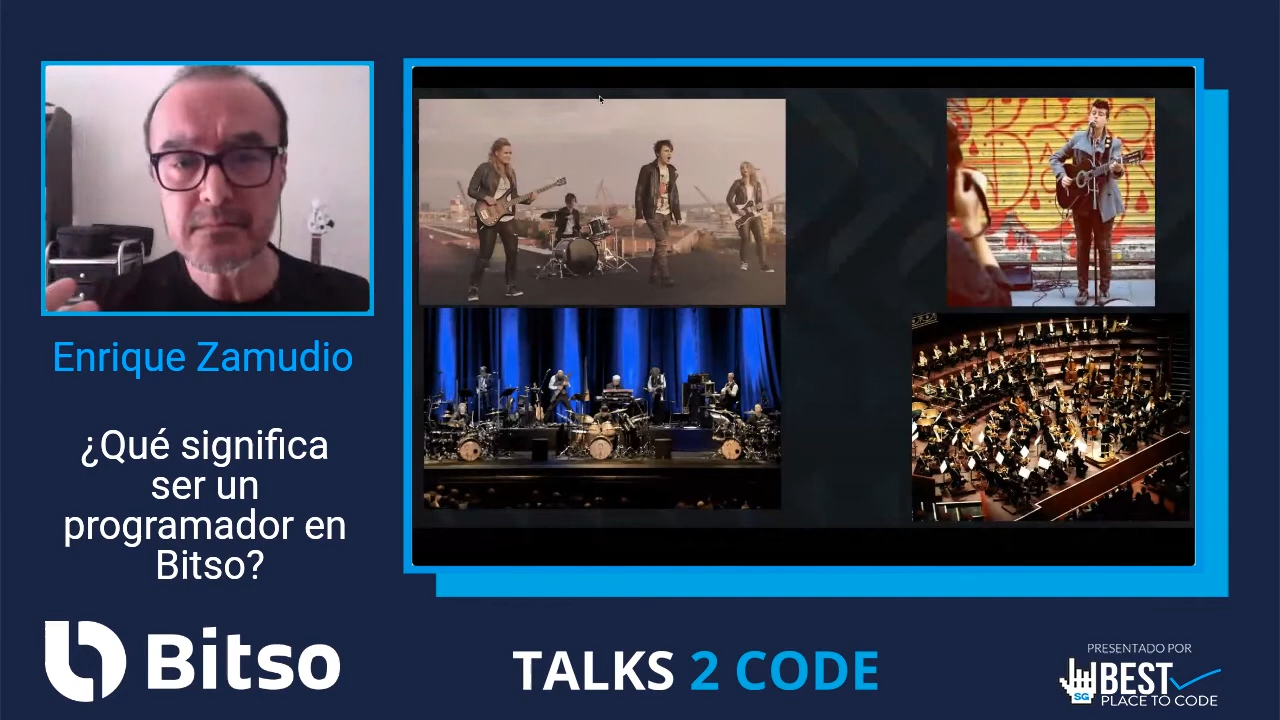 Enrique Zamudio
¿Qué significa
ser un
programador en
Bitso?
Bitso
TALKS 2 CODE
PRESENTADO POR
SG
BEST
PLACE TO CODE